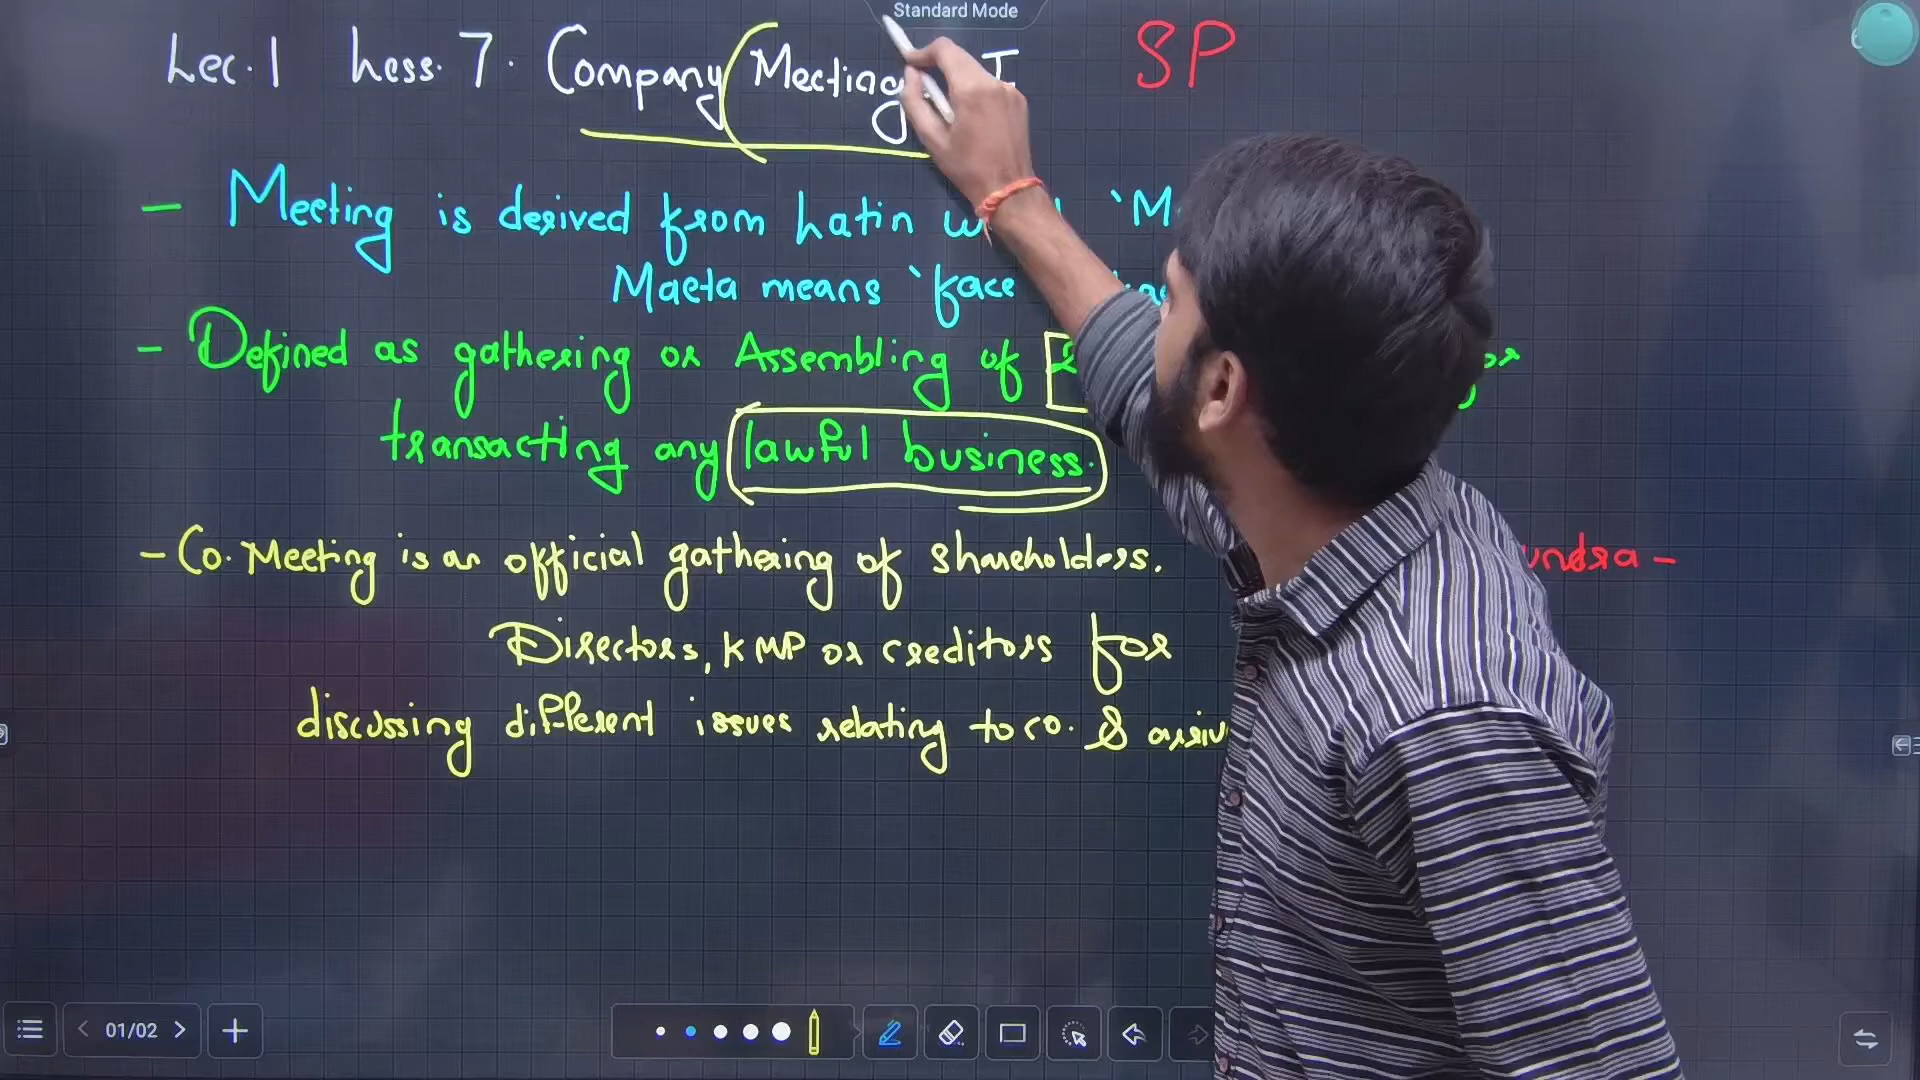 Standard Mode
Lec. 1 Less. 7. Company Meeting I SP
- Meeting is derived from Latin
Maeta means 'face
- Defined as gathering or Assembling of 2 or
transacting any lawful business.
- Co. Meeting is an official gathering of shareholders.
Directors, KMP or creditors for
discussing different issues relating to co. &
01/02